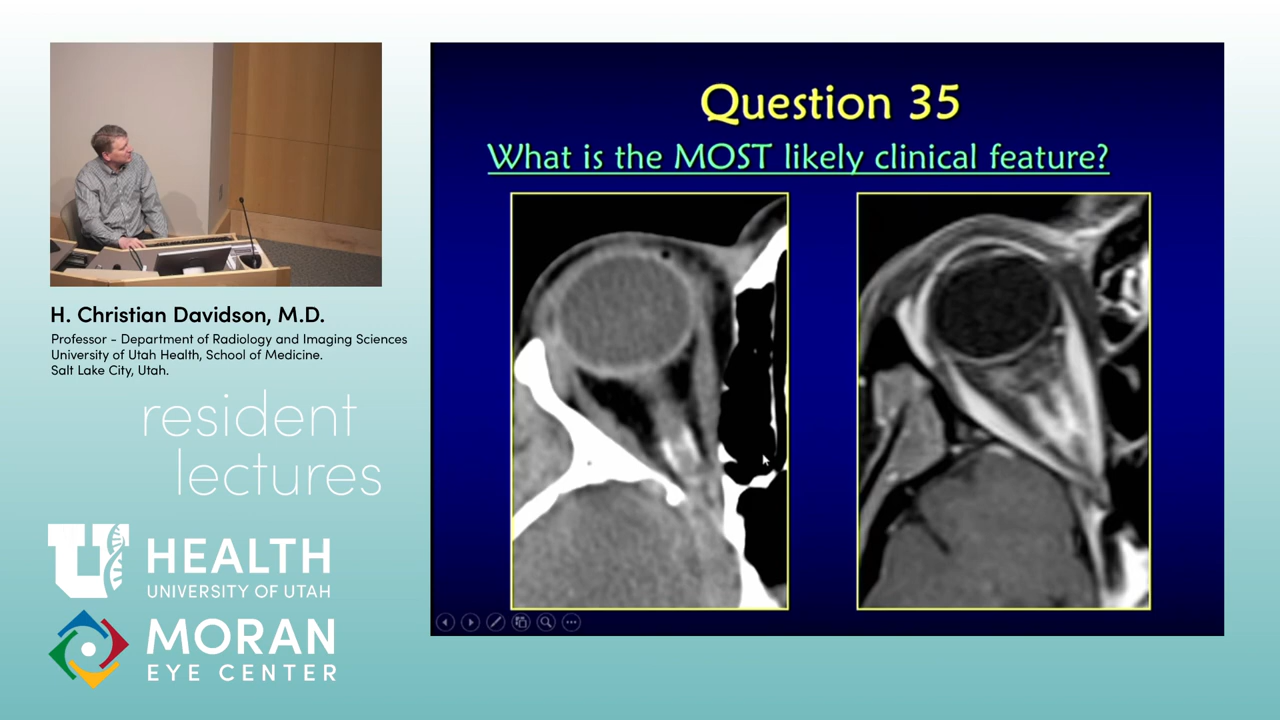 Question 35
What is the MOST likely clinical feature?
H. Christian Davidson, M.D.
Professor - Department of Radiology and Imaging Sciences
University of Utah Health, School of Medicine.
Salt Lake City, Utah.
resident
lectures
U HEALTH
UNIVERSITY OF UTAH
MORAN
EYE CENTER